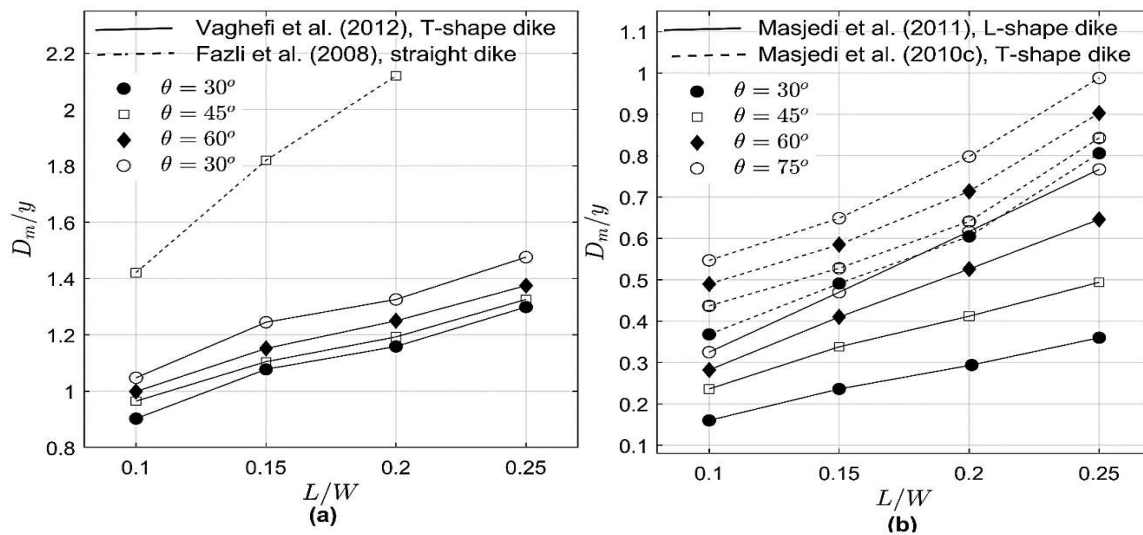 Vaghefi et al. (2012), T-shape dike
Fazli et al. (2008), straight dike
θ = 30°
θ = 45°
θ = 60°
θ = 30°
2.2
2
1.8
1.6
1.4
1.2
1
0.8
D_m/y
0.1 0.15 0.2 0.25
L/W
(a)
Masjedi et al. (2011), L-shape dike
Masjedi et al. (2010c), T-shape dike
θ = 30°
θ = 45°
θ = 60°
θ = 75°
1.1
1
0.9
0.8
0.7
0.6
0.5
0.4
0.3
0.2
0.1
D_m/y
0.1 0.15 0.2 0.25
L/W
(b)